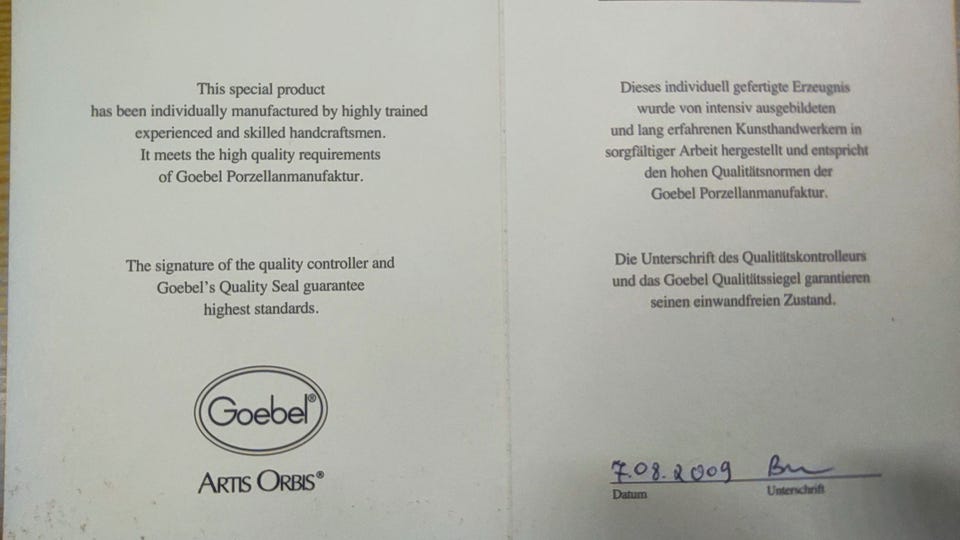 This special product
has been individually manufactured by highly trained
experienced and skilled handcraftsmen.
It meets the high quality requirements
of Goebel Porzellanmanufaktur.
The signature of the quality controller and
Goebel's Quality Seal guarantee
highest standards.
Goebel®
ARTIS ORBIS®
Dieses individuell gefertigte Erzeugnis
wurde von intensiv ausgebildeten
und lang erfahrenen Kunsthandwerkern in
sorgfältiger Arbeit hergestellt und entspricht
den hohen Qualitätsnormen der
Goebel Porzellanmanufaktur.
Die Unterschrift des Qualitätskontrolleurs
und das Goebel Qualitätssiegel garantieren
seinen einwandfreien Zustand.
7.08.2009
Datum Unterschrift